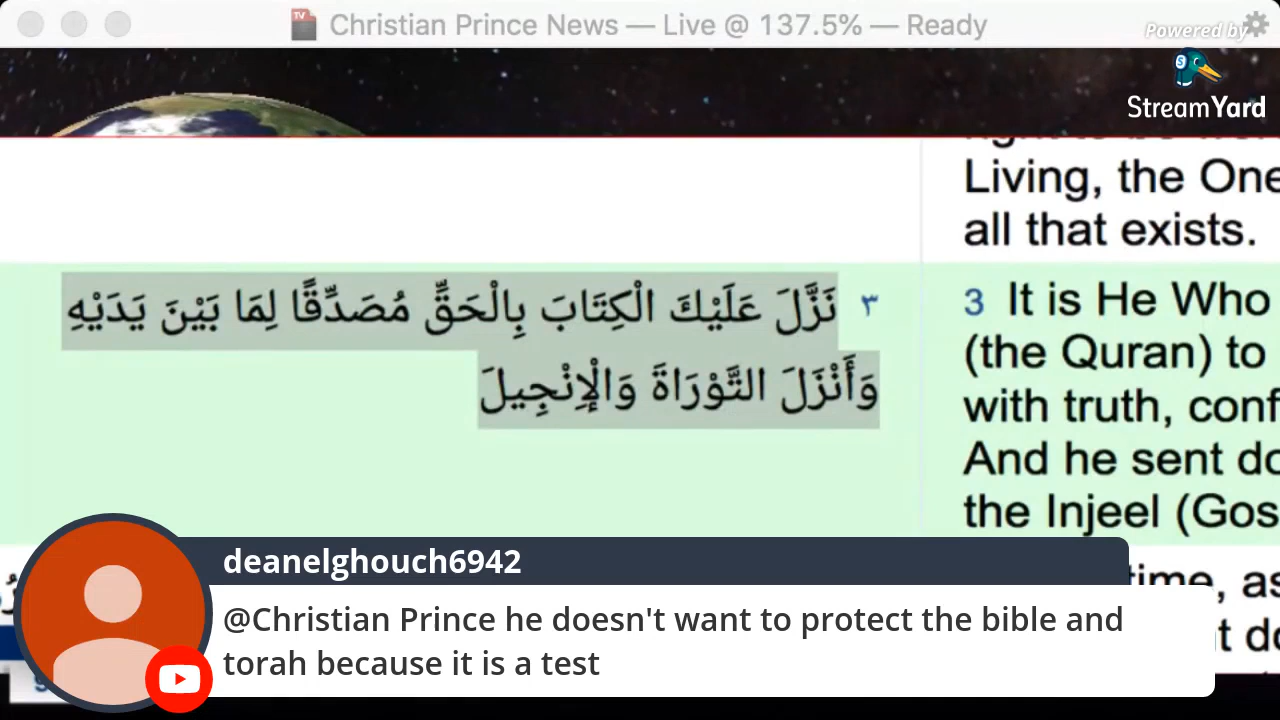 Christian Prince News — Live @ 137.5% — Ready
Powered by
StreamYard
Living, the One
all that exists.
٣ نَزَّلَ عَلَيْكَ الْكِتَابَ بِالْحَقِّ مُصَدِّقًا لِمَا بَيْنَ يَدَيْهِ
وَأَنْزَلَ التَّوْرَاةَ وَالْإِنْجِيلَ
3 It is He Who
(the Quran) to
with truth, conf
And he sent do
the Injeel (Gos
time, as
t do
deanelghouch6942
@Christian Prince he doesn't want to protect the bible and
torah because it is a test